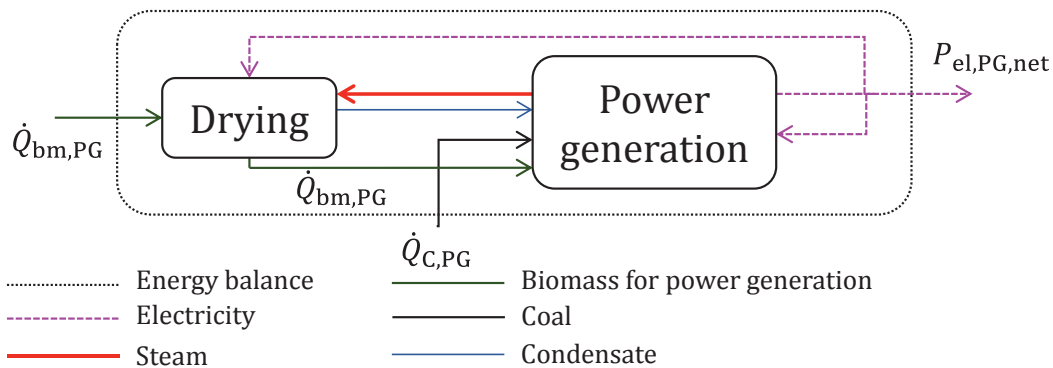 P_el,PG,net
Drying
Power
generation
Q̇_bm,PG
Q̇_bm,PG
Q̇_C,PG
Energy balance
Biomass for power generation
Electricity
Coal
Steam
Condensate